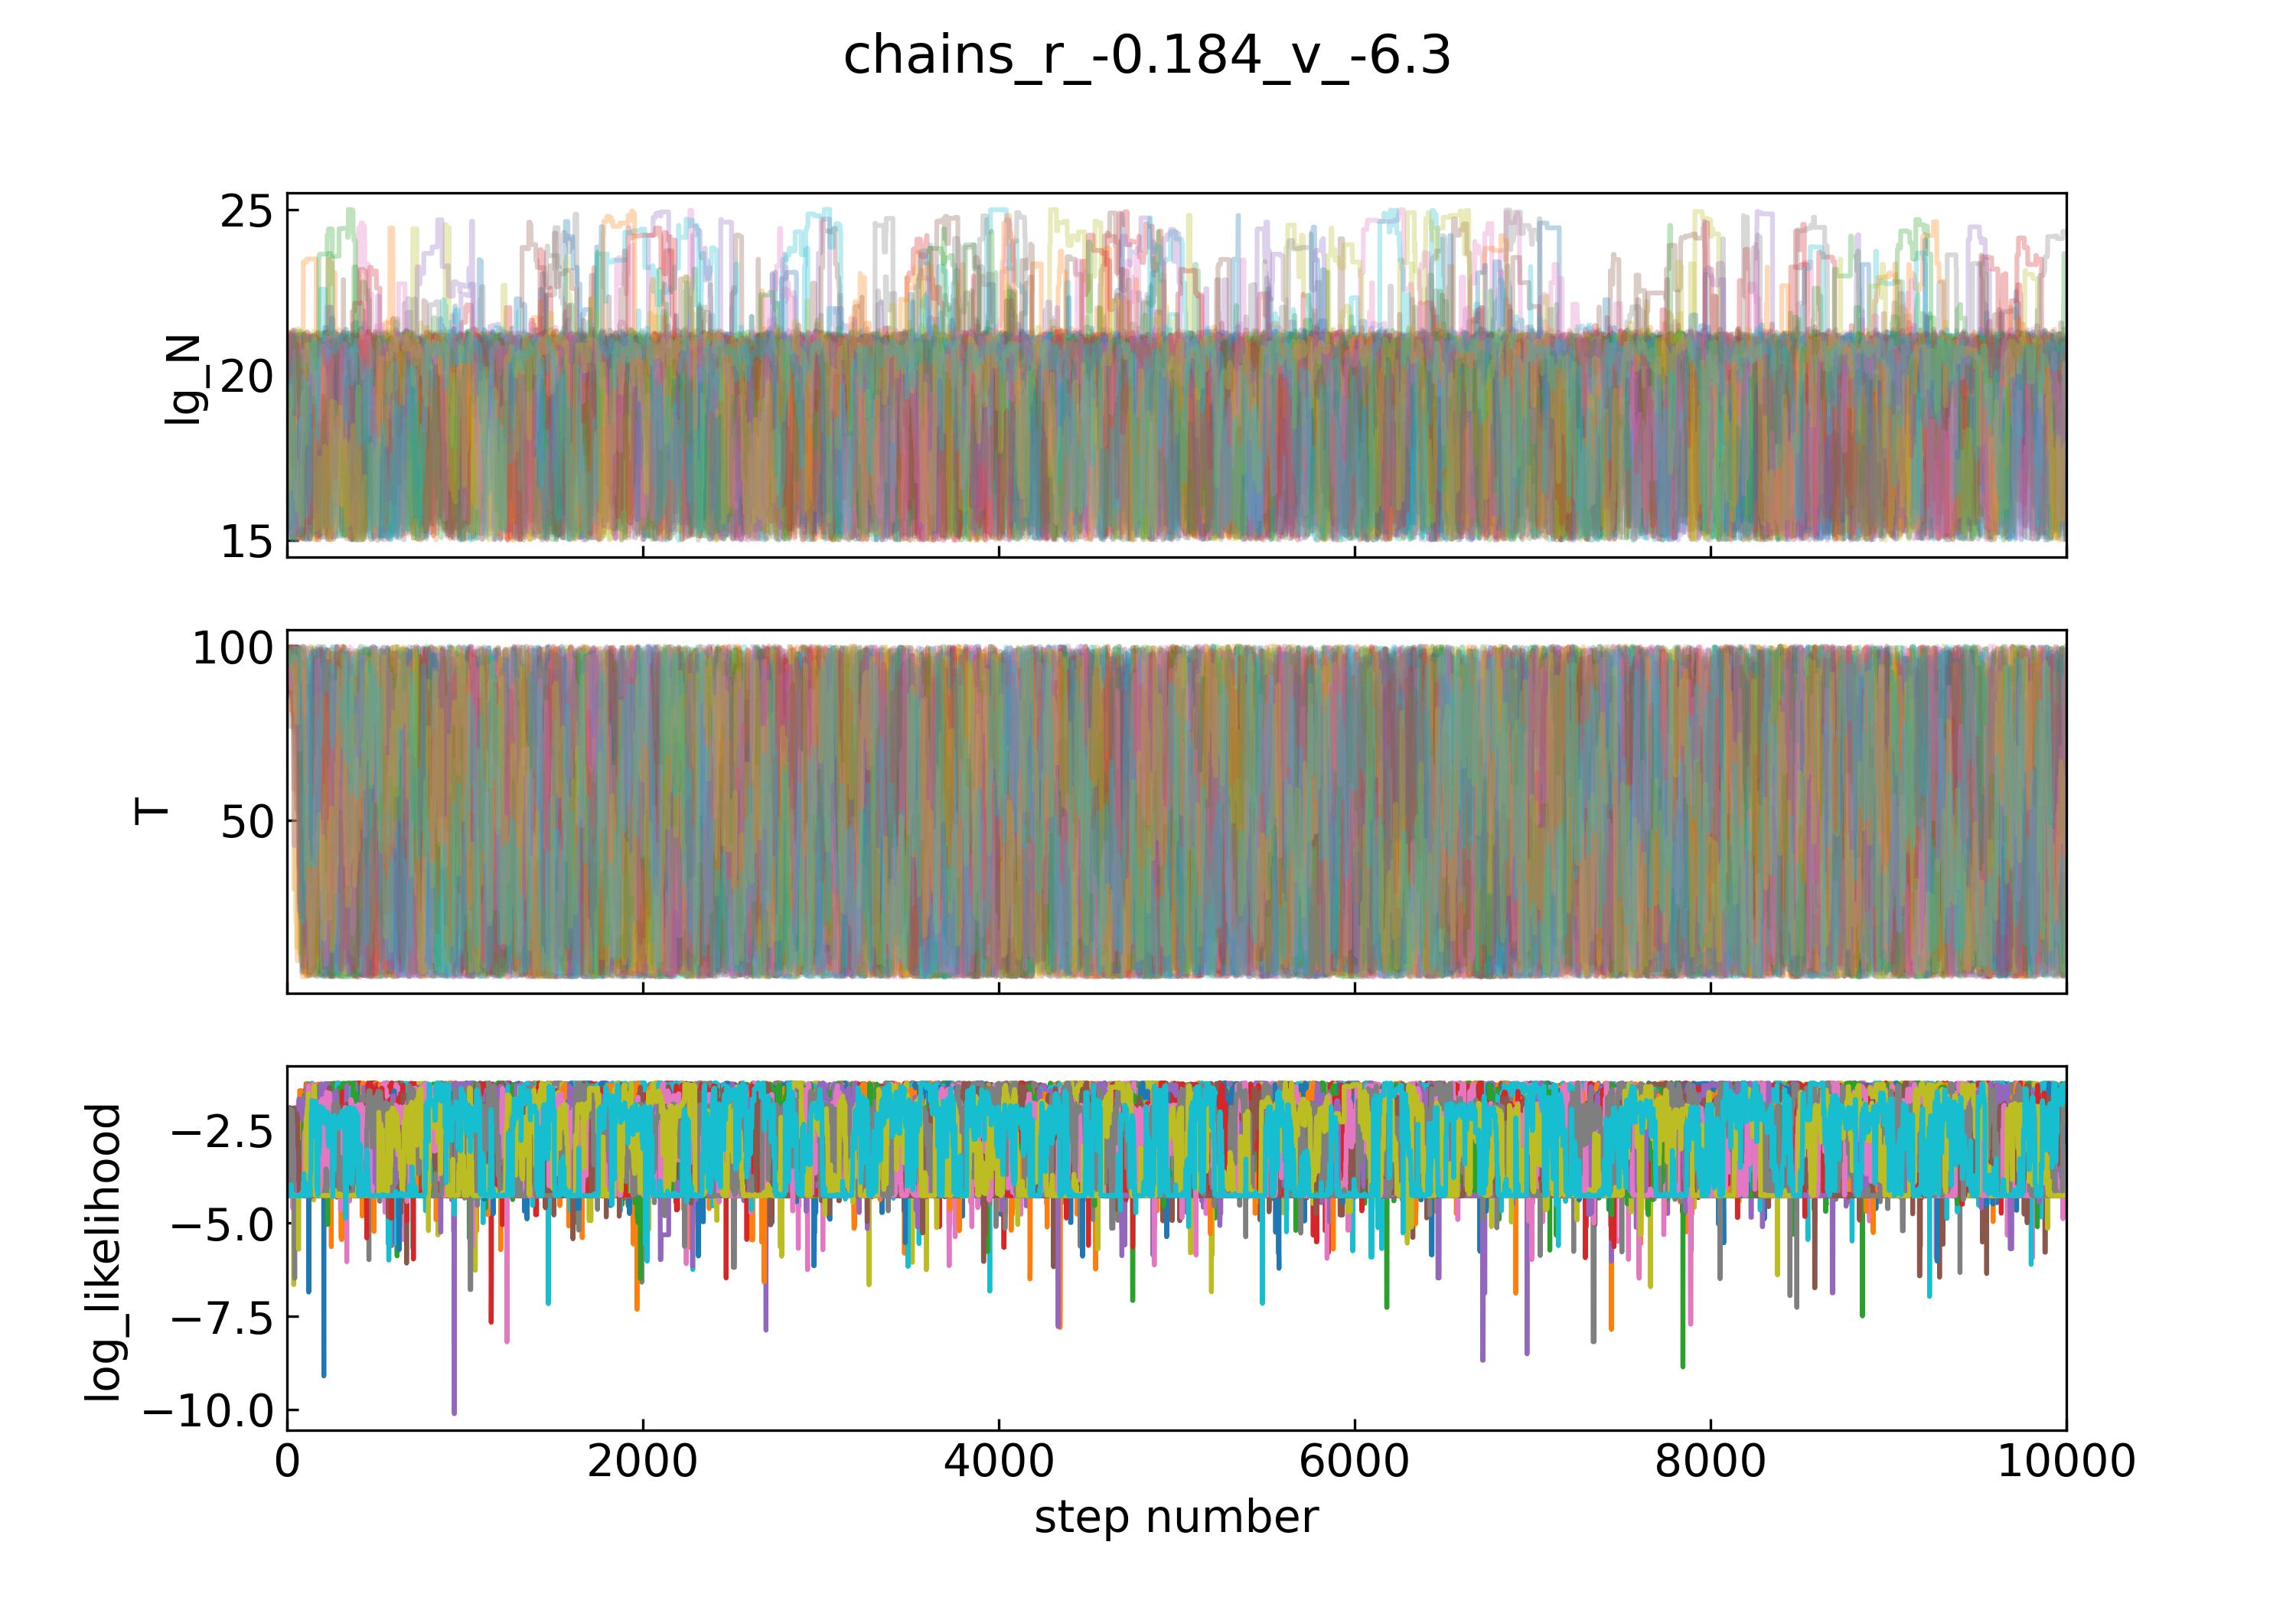 chains_r_-0.184_v_-6.3
25
20
15
lg_N
100
50
T
−2.5
−5.0
−7.5
−10.0
log_likelihood
0 2000 4000 6000 8000 10000
step number